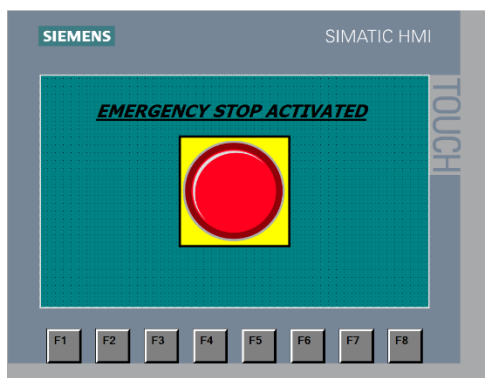 SIEMENS SIMATIC HMI
TOUCH
EMERGENCY STOP ACTIVATED
F1 F2 F3 F4 F5 F6 F7 F8